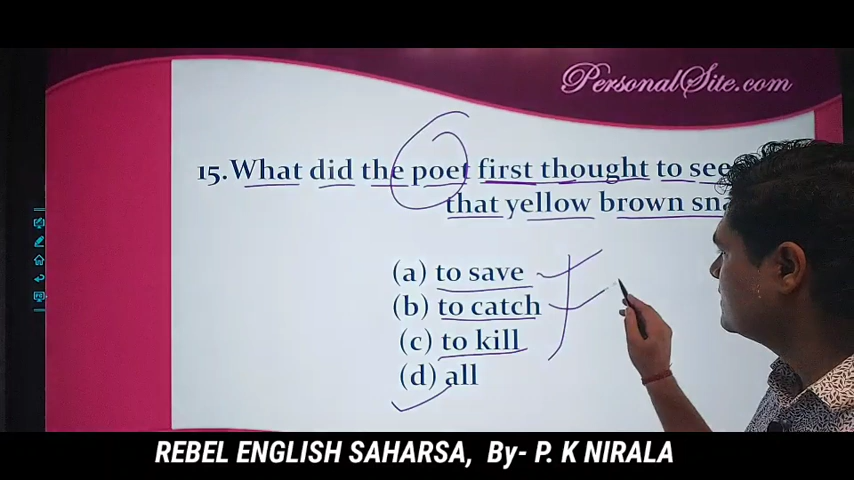 PersonalSite.com
15.What did the poet first thought to see
that yellow brown
(a) to save
(b) to catch
(c) to kill
(d) all
REBEL ENGLISH SAHARSA, By- P. K NIRALA